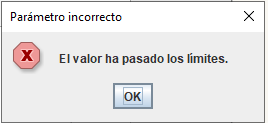 Parámetro incorrecto
El valor ha pasado los límites.
OK